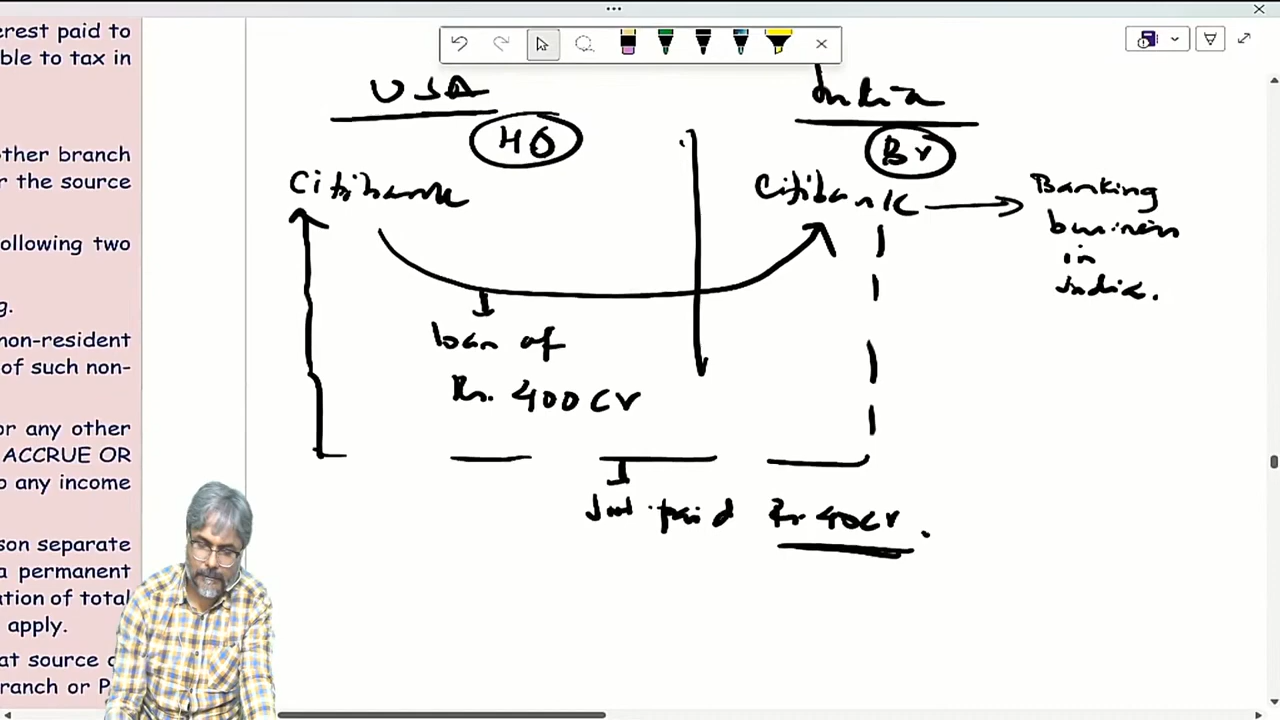 erest paid to
ble to tax in
other branch
r the source
ollowing two
g.
non-resident
of such non-
or any other
ACCRUE OR
o any income
son separate
a permanent
ation of total
apply.
at source o
ranch or P
USA
HO
Citibank
India
Br
Citibank
Banking
business
in
India.
loan of
Rs. 400 CR
Int. paid Rs. 40 CR.